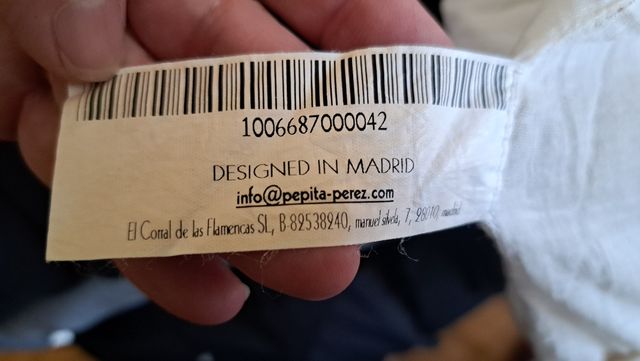 1006687000042
DESIGNED IN MADRID
info@pepita-perez.com
El Corral de las Flamencas SL, B-82538240, manuel silvela, 7, 28010, madrid